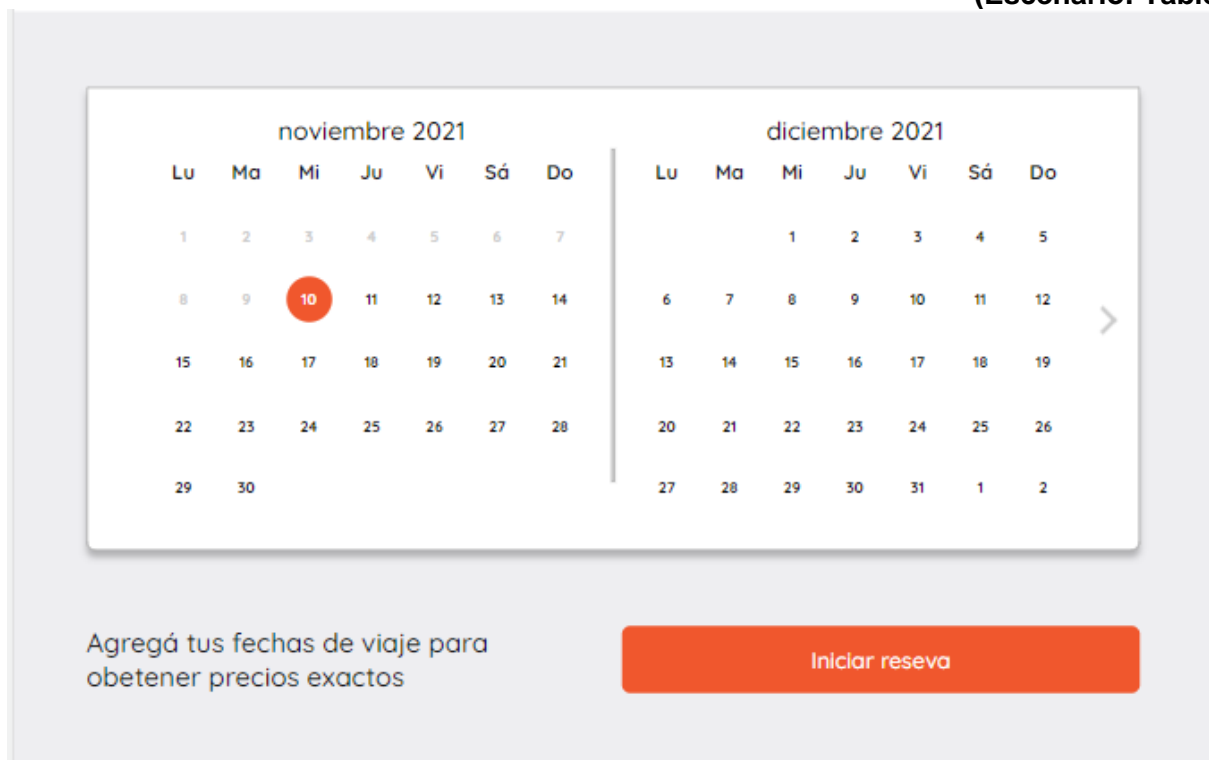 noviembre 2021
Lu Ma Mi Ju Vi Sá Do
1 2 3 4 5 6 7
8 9 10 11 12 13 14
15 16 17 18 19 20 21
22 23 24 25 26 27 28
29 30
diciembre 2021
Lu Ma Mi Ju Vi Sá Do
1 2 3 4 5
6 7 8 9 10 11 12
13 14 15 16 17 18 19
20 21 22 23 24 25 26
27 28 29 30 31 1 2
Agregá tus fechas de viaje para
obetener precios exactos
Iniciar reseva